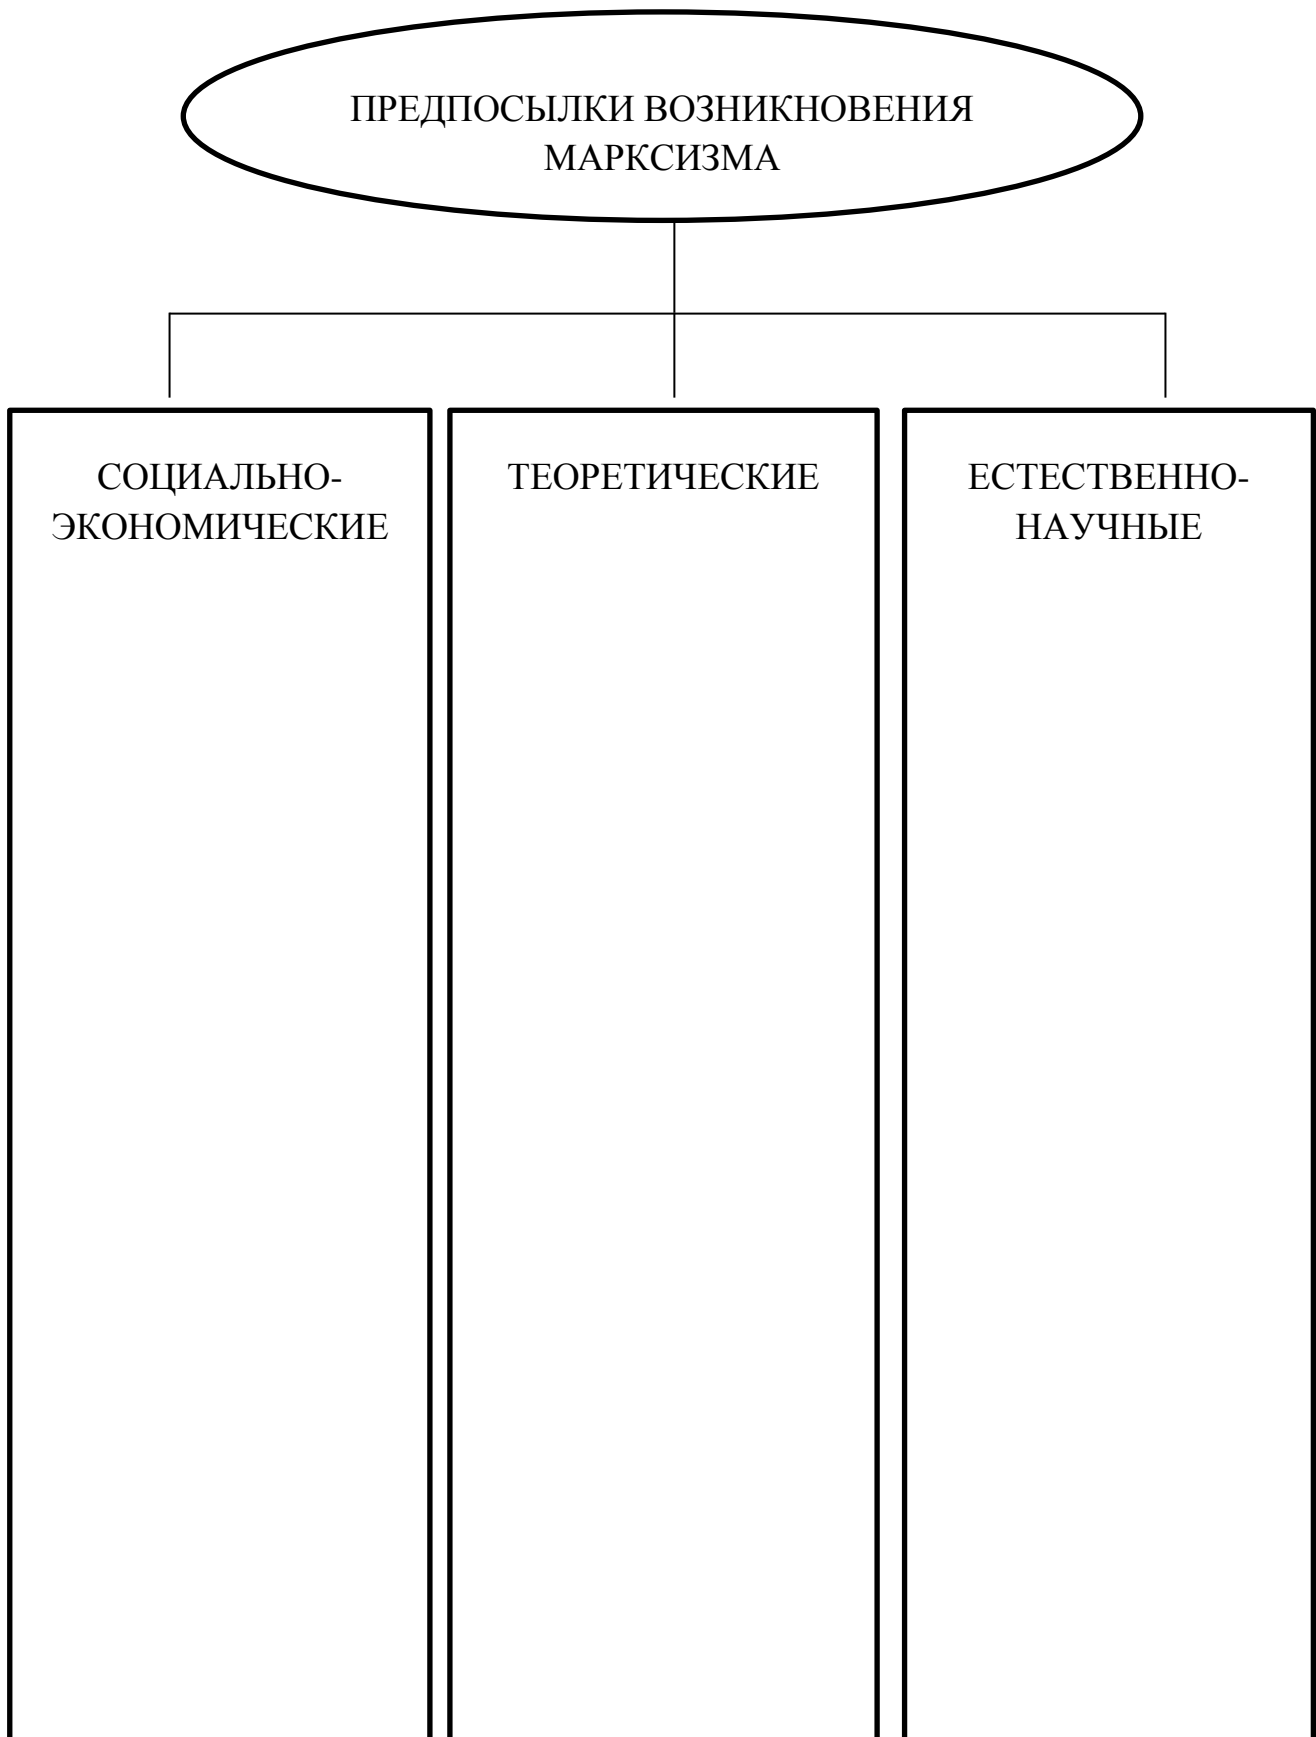 ПРЕДПОСЫЛКИ ВОЗНИКНОВЕНИЯ
МАРКСИЗМА
СОЦИАЛЬНО-
ЭКОНОМИЧЕСКИЕ
ТЕОРЕТИЧЕСКИЕ
ЕСТЕСТВЕННО-
НАУЧНЫЕ